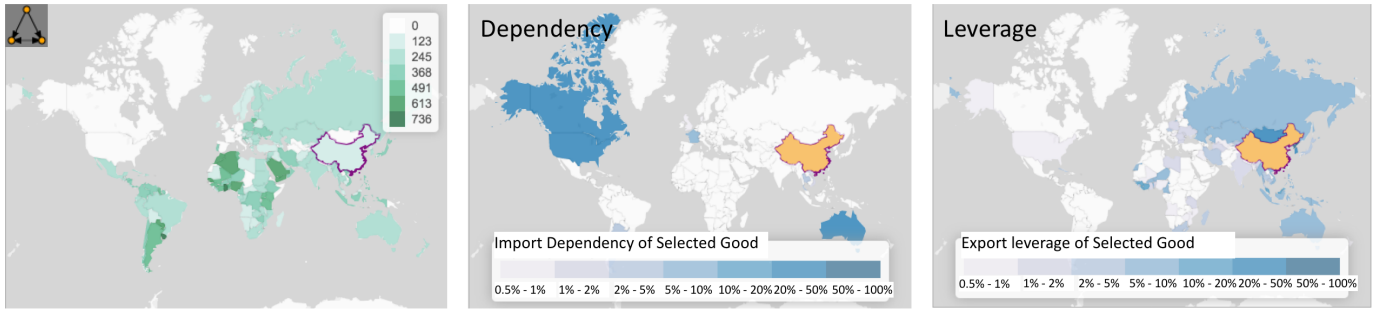 0
123
245
368
491
613
736
Dependency
Import Dependency of Selected Good
0.5% - 1% 1% - 2% 2% - 5% 5% - 10% 10% - 20% 20% - 50% 50% - 100%
Leverage
Export leverage of Selected Good
0.5% - 1% 1% - 2% 2% - 5% 5% - 10% 10% - 20% 20% - 50% 50% - 100%